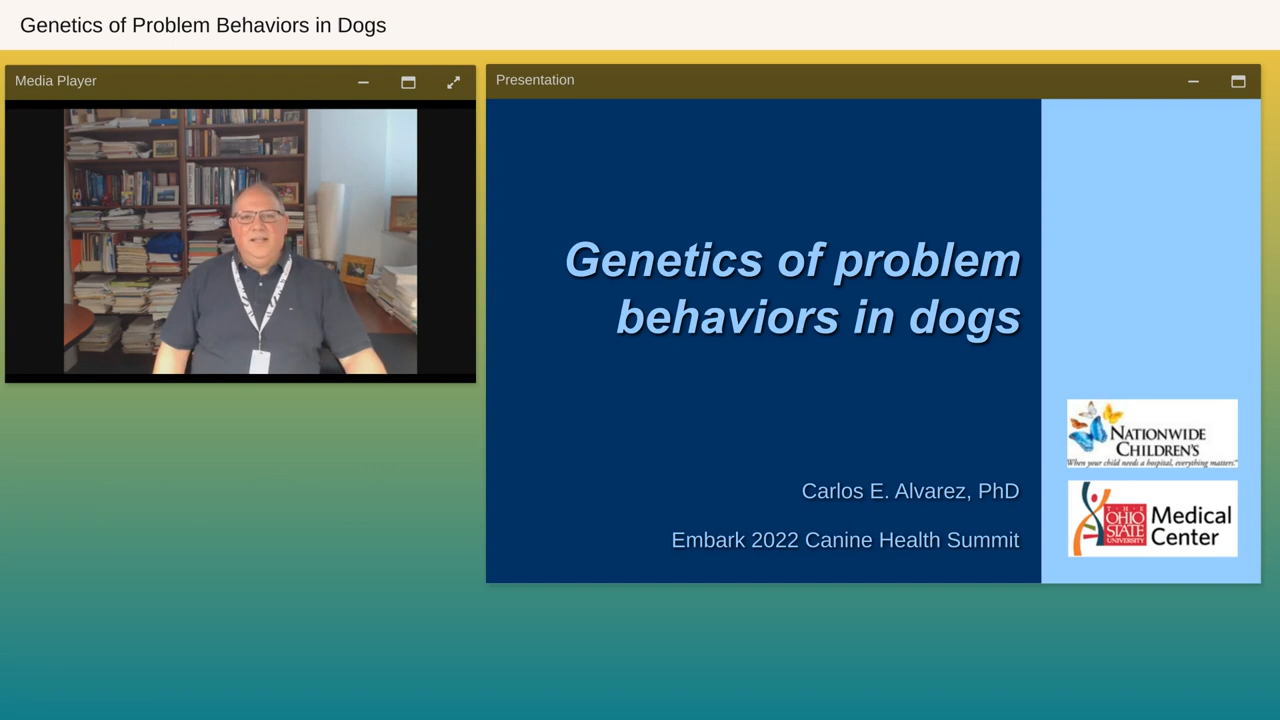 Genetics of Problem Behaviors in Dogs
Media Player
Presentation
Genetics of problem
behaviors in dogs
Carlos E. Alvarez, PhD
Embark 2022 Canine Health Summit
NATIONWIDE
CHILDREN'S
When your child needs a hospital, everything matters.
THE
OHIO
STATE
UNIVERSITY
Medical
Center